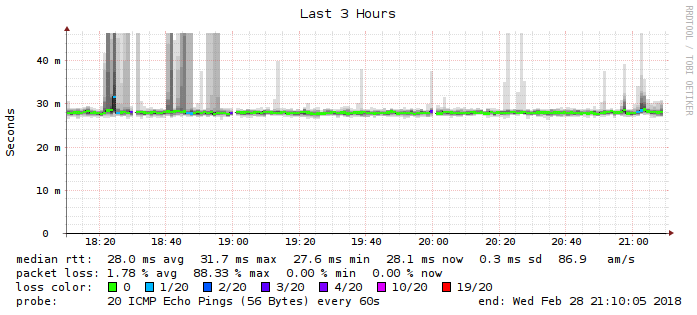 Last 3 Hours
RRDTOOL / TOBI OETIKER
Seconds
40 m
30 m
20 m
10 m
0
18:20 18:40 19:00 19:20 19:40 20:00 20:20 20:40 21:00
median rtt: 28.0 ms avg 31.7 ms max 27.6 ms min 28.1 ms now 0.3 ms sd 86.9 am/s
packet loss: 1.78 % avg 88.33 % max 0.00 % min 0.00 % now
loss color: 0 1/20 2/20 3/20 4/20 10/20 19/20
probe: 20 ICMP Echo Pings (56 Bytes) every 60s end: Wed Feb 28 21:10:05 2018